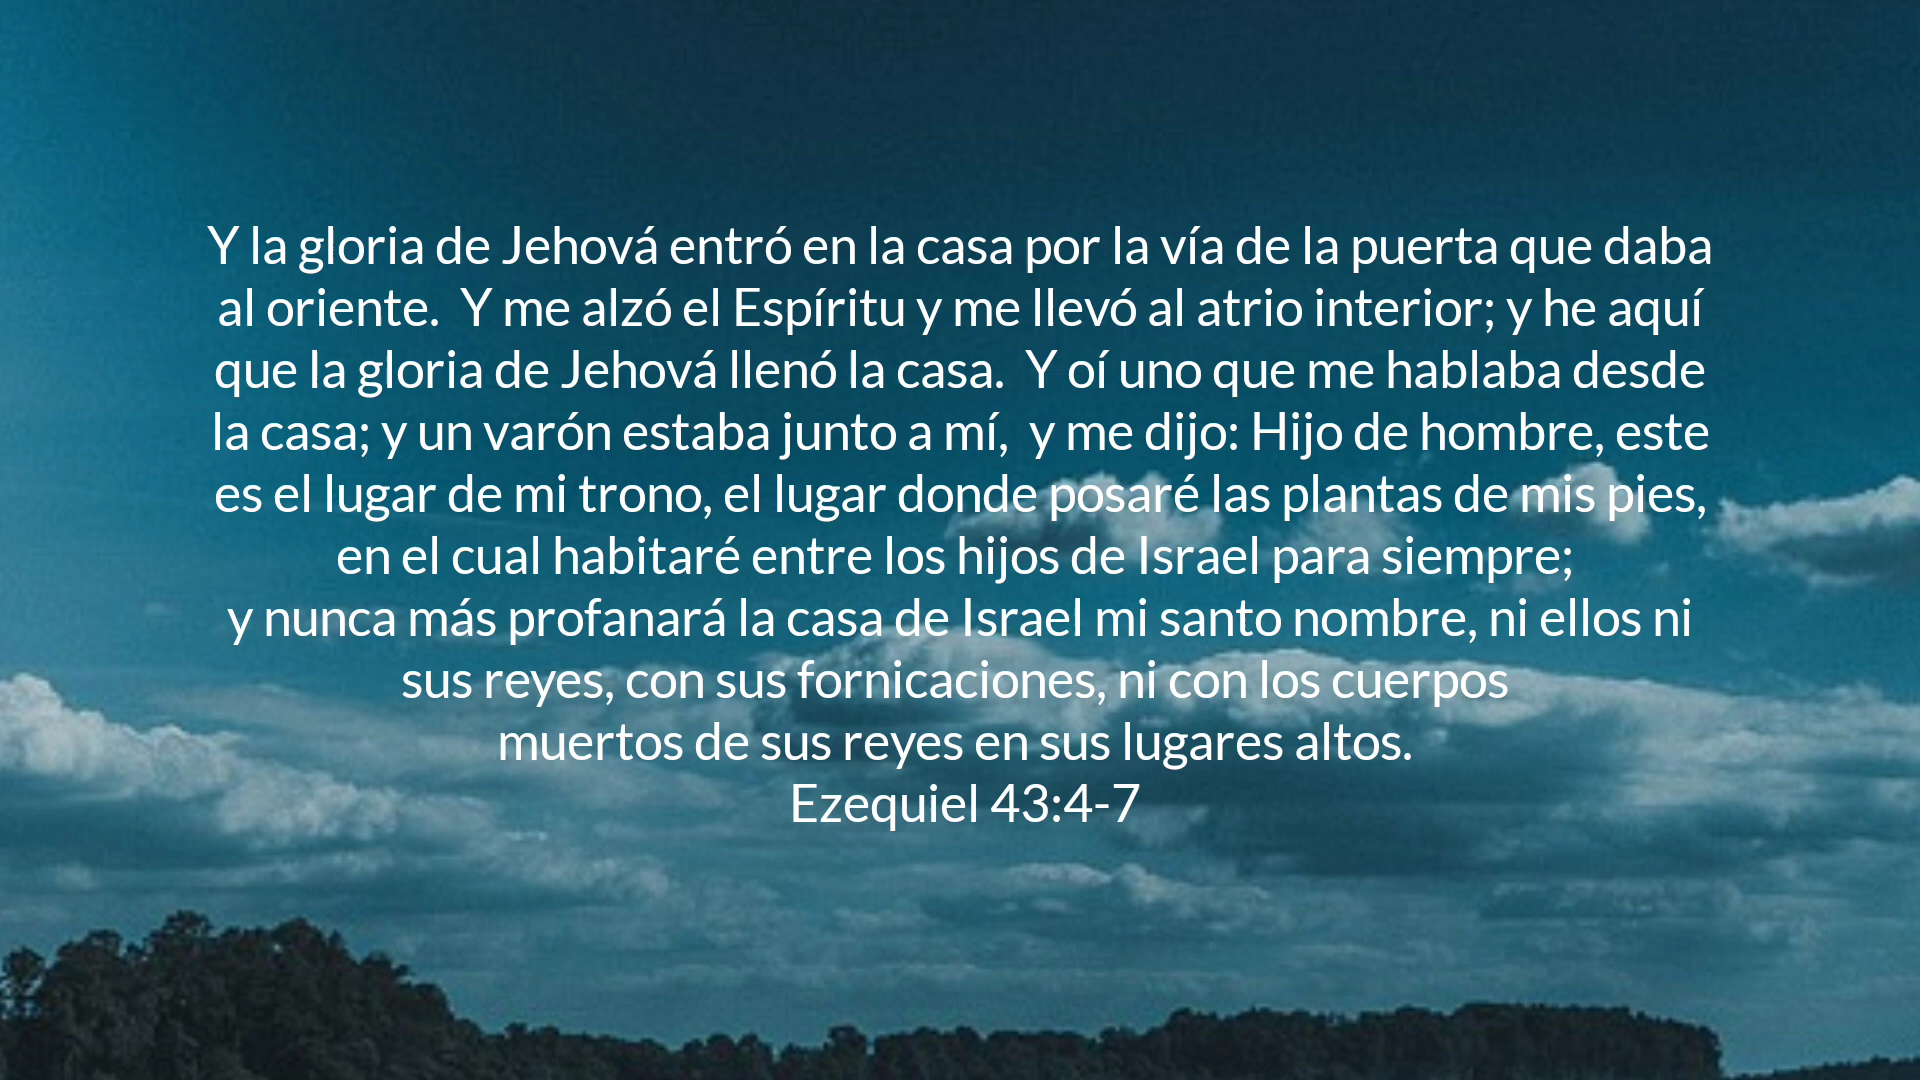 Y la gloria de Jehová entró en la casa por la vía de la puerta que daba
al oriente.  Y me alzó el Espíritu y me llevó al atrio interior; y he aquí
que la gloria de Jehová llenó la casa.  Y oí uno que me hablaba desde
la casa; y un varón estaba junto a mí,  y me dijo: Hijo de hombre, este
es el lugar de mi trono, el lugar donde posaré las plantas de mis pies,
en el cual habitaré entre los hijos de Israel para siempre;
y nunca más profanará la casa de Israel mi santo nombre, ni ellos ni
sus reyes, con sus fornicaciones, ni con los cuerpos
muertos de sus reyes en sus lugares altos.
Ezequiel 43:4-7